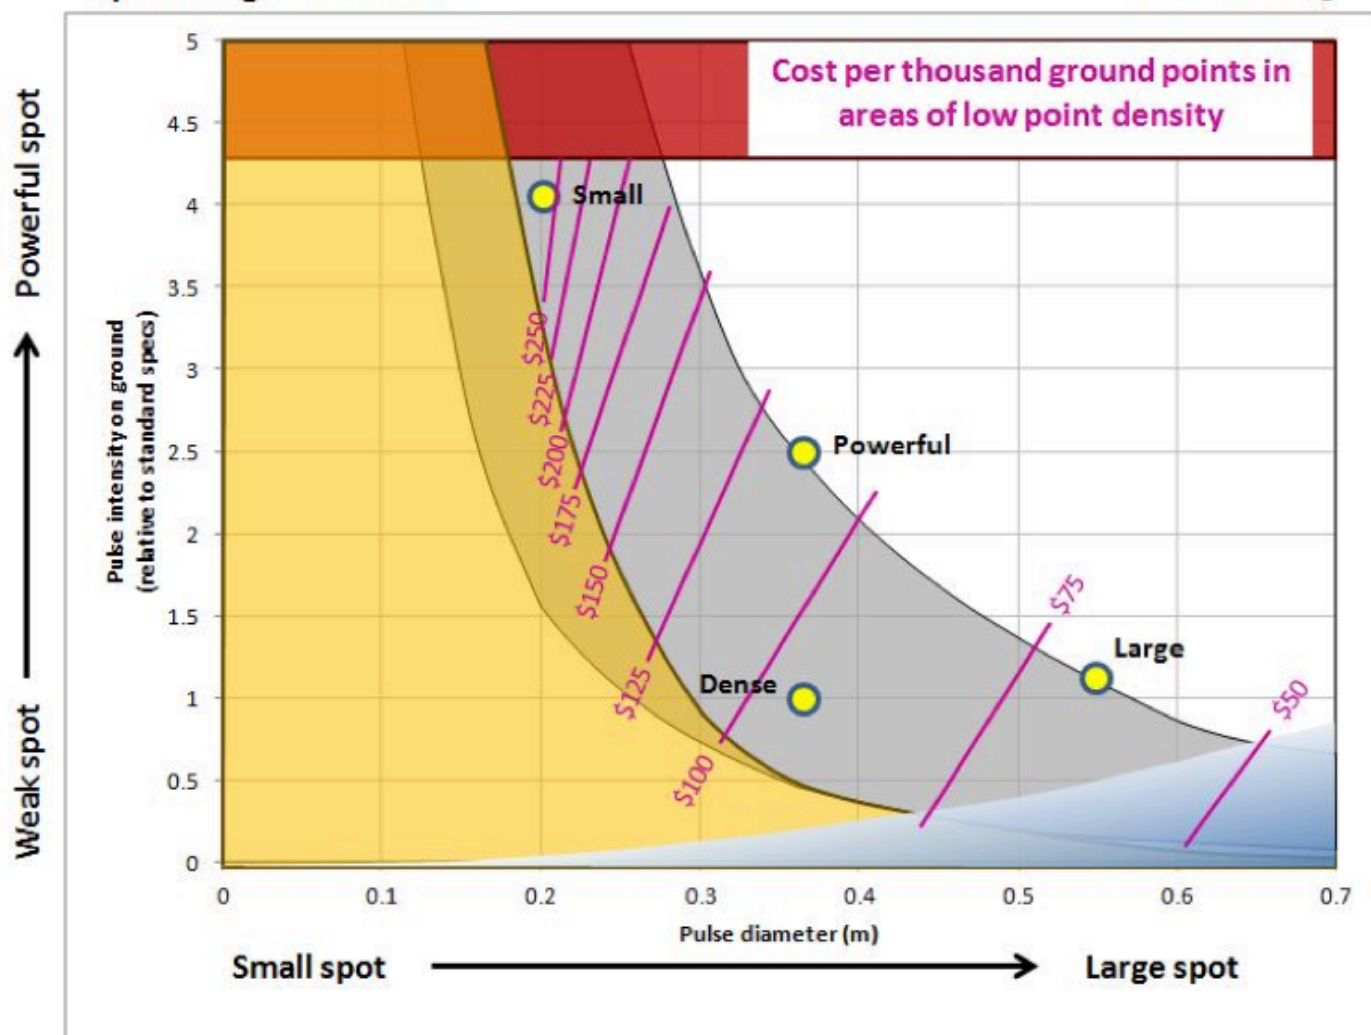 Cost per thousand ground points in
areas of low point density
Powerful spot
Weak spot
Pulse intensity on ground
(relative to standard specs)
5
4.5
4
3.5
3
2.5
2
1.5
1
0.5
0
Small
Powerful
Large
Dense
$250
$225
$200
$175
$150
$125
$100
$75
$50
0
0.1
0.2
0.3
0.4
0.5
0.6
0.7
Pulse diameter (m)
Small spot
Large spot